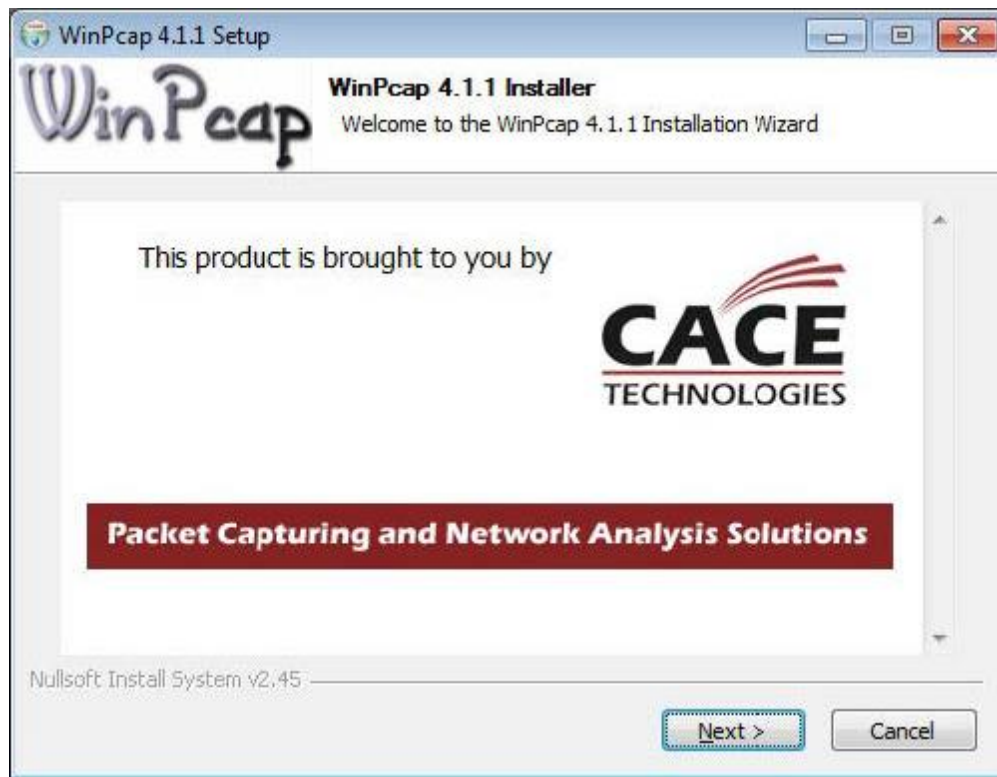 WinPcap 4.1.1 Setup
WinPcap
WinPcap 4.1.1 Installer
Welcome to the WinPcap 4.1.1 Installation Wizard
This product is brought to you by
CACE
TECHNOLOGIES
Packet Capturing and Network Analysis Solutions
Nullsoft Install System v2.45
Next >
Cancel